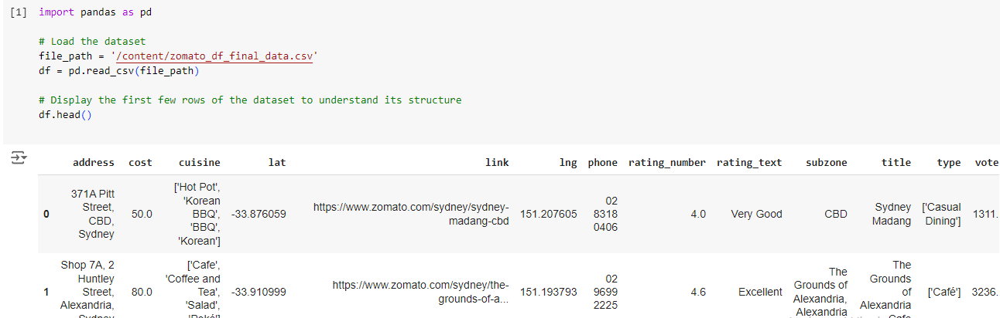 [1] import pandas as pd
# Load the dataset
file_path = '/content/zomato_df_final_data.csv'
df = pd.read_csv(file_path)
# Display the first few rows of the dataset to understand its structure
df.head()
address cost cuisine lat link lng phone rating_number rating_text subzone title type vote
['Hot Pot',
371A Pitt 'Korean 02 Sydney ['Casual
Street, BBQ', https://www.zomato.com/sydney/sydney-
0 CBD, 50.0 'BBQ', -33.876059 madang-cbd 151.207605 8318 4.0 Very Good CBD Madang Dining'] 1311.
Sydney 'Korean'] 0406
Shop 7A, 2 ['Cafe', The
Huntley 'Coffee and 02 The Grounds
1 Street, 80.0 Tea', -33.910999 https://www.zomato.com/sydney/the- 151.193793 9699 4.6 Excellent Grounds of of ['Café'] 3236.
Alexandria, 'Salad', grounds-of-a... 2225 Alexandria, Alexandria
Alexandria